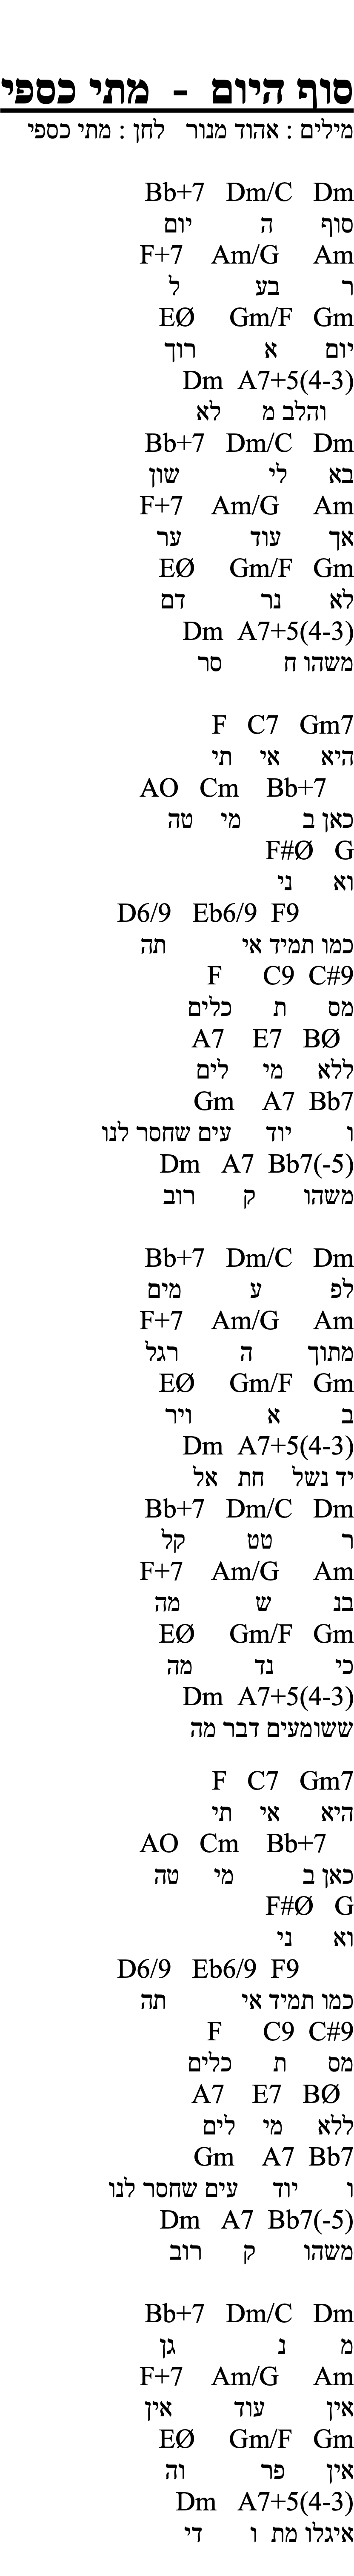 סוף היום - מתי כספי
מילים : אהוד מנור לחן : מתי כספי
Bb+7 Dm/C Dm
סוף ה יום
F+7 Am/G Am
ר בע ל
EØ Gm/F Gm
יום א רוך
Dm A7+5(4-3)
והלב מ לא
Bb+7 Dm/C Dm
בא לי שון
F+7 Am/G Am
אך עוד ער
EØ Gm/F Gm
לא נר דם
Dm A7+5(4-3)
משהו ח סר
F C7 Gm7
היא אי תי
AO Cm Bb+7
כאן ב מי טה
F#Ø G
וא ני
D6/9 Eb6/9 F9
כמו תמיד אי תה
F C9 C#9
מס ת כלים
A7 E7 BØ
ללא מי לים
Gm A7 Bb7
ו יוד עים שחסר לנו
Dm A7 Bb7(-5)
משהו ק רוב
Bb+7 Dm/C Dm
לפ ע מים
F+7 Am/G Am
מתוך ה רגל
EØ Gm/F Gm
ב א ויר
Dm A7+5(4-3)
יד נשל חת אל
Bb+7 Dm/C Dm
ר טט קל
F+7 Am/G Am
בנ ש מה
EØ Gm/F Gm
כי נד מה
Dm A7+5(4-3)
ששומעים דבר מה
F C7 Gm7
היא אי תי
AO Cm Bb+7
כאן ב מי טה
F#Ø G
וא ני
D6/9 Eb6/9 F9
כמו תמיד אי תה
F C9 C#9
מס ת כלים
A7 E7 BØ
ללא מי לים
Gm A7 Bb7
ו יוד עים שחסר לנו
Dm A7 Bb7(-5)
משהו ק רוב
Bb+7 Dm/C Dm
מ נ גן
F+7 Am/G Am
אין עוד אין
EØ Gm/F Gm
אין פר וה
Dm A7+5(4-3)
איגלו מת ו די